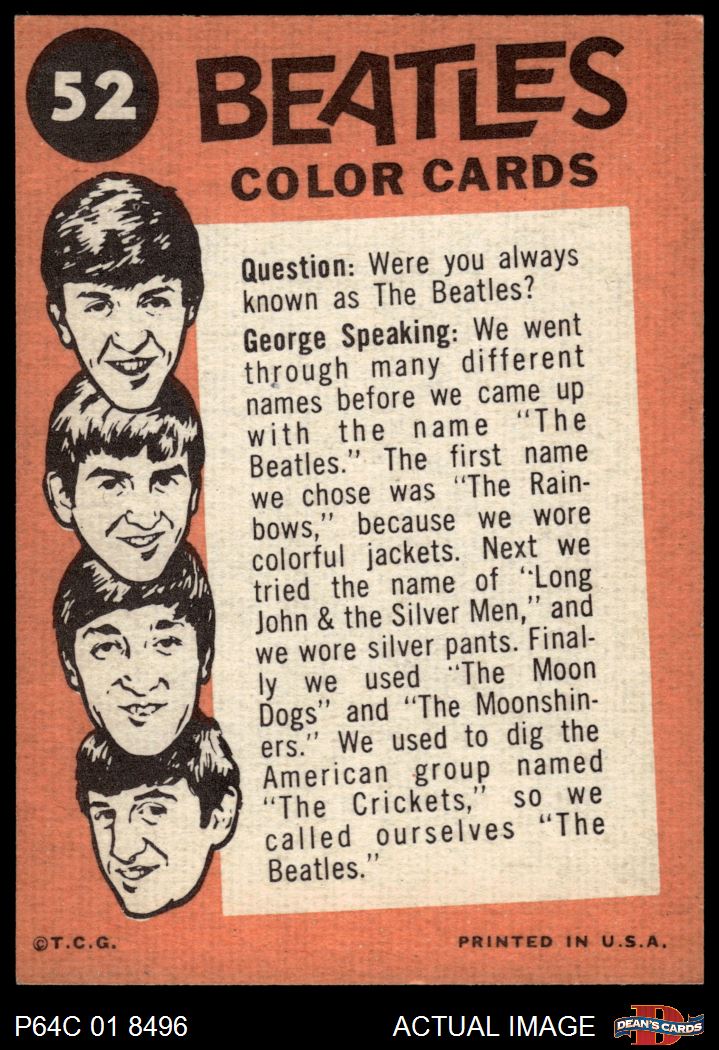 52
BEATLES
COLOR CARDS
Question: Were you always
known as The Beatles?
George Speaking: We went
through many different
names before we came up
with the name "The
Beatles." The first name
we chose was "The Rain-
bows," because we wore
colorful jackets. Next we
tried the name of "Long
John & the Silver Men," and
we wore silver pants. Final-
ly we used "The Moon
Dogs" and "The Moonshin-
ers." We used to dig the
American group named
"The Crickets," so we
called ourselves "The
Beatles."
©T.C.G.
PRINTED IN U.S.A.
P64C 01 8496
ACTUAL IMAGE
D
DEAN'S CARDS